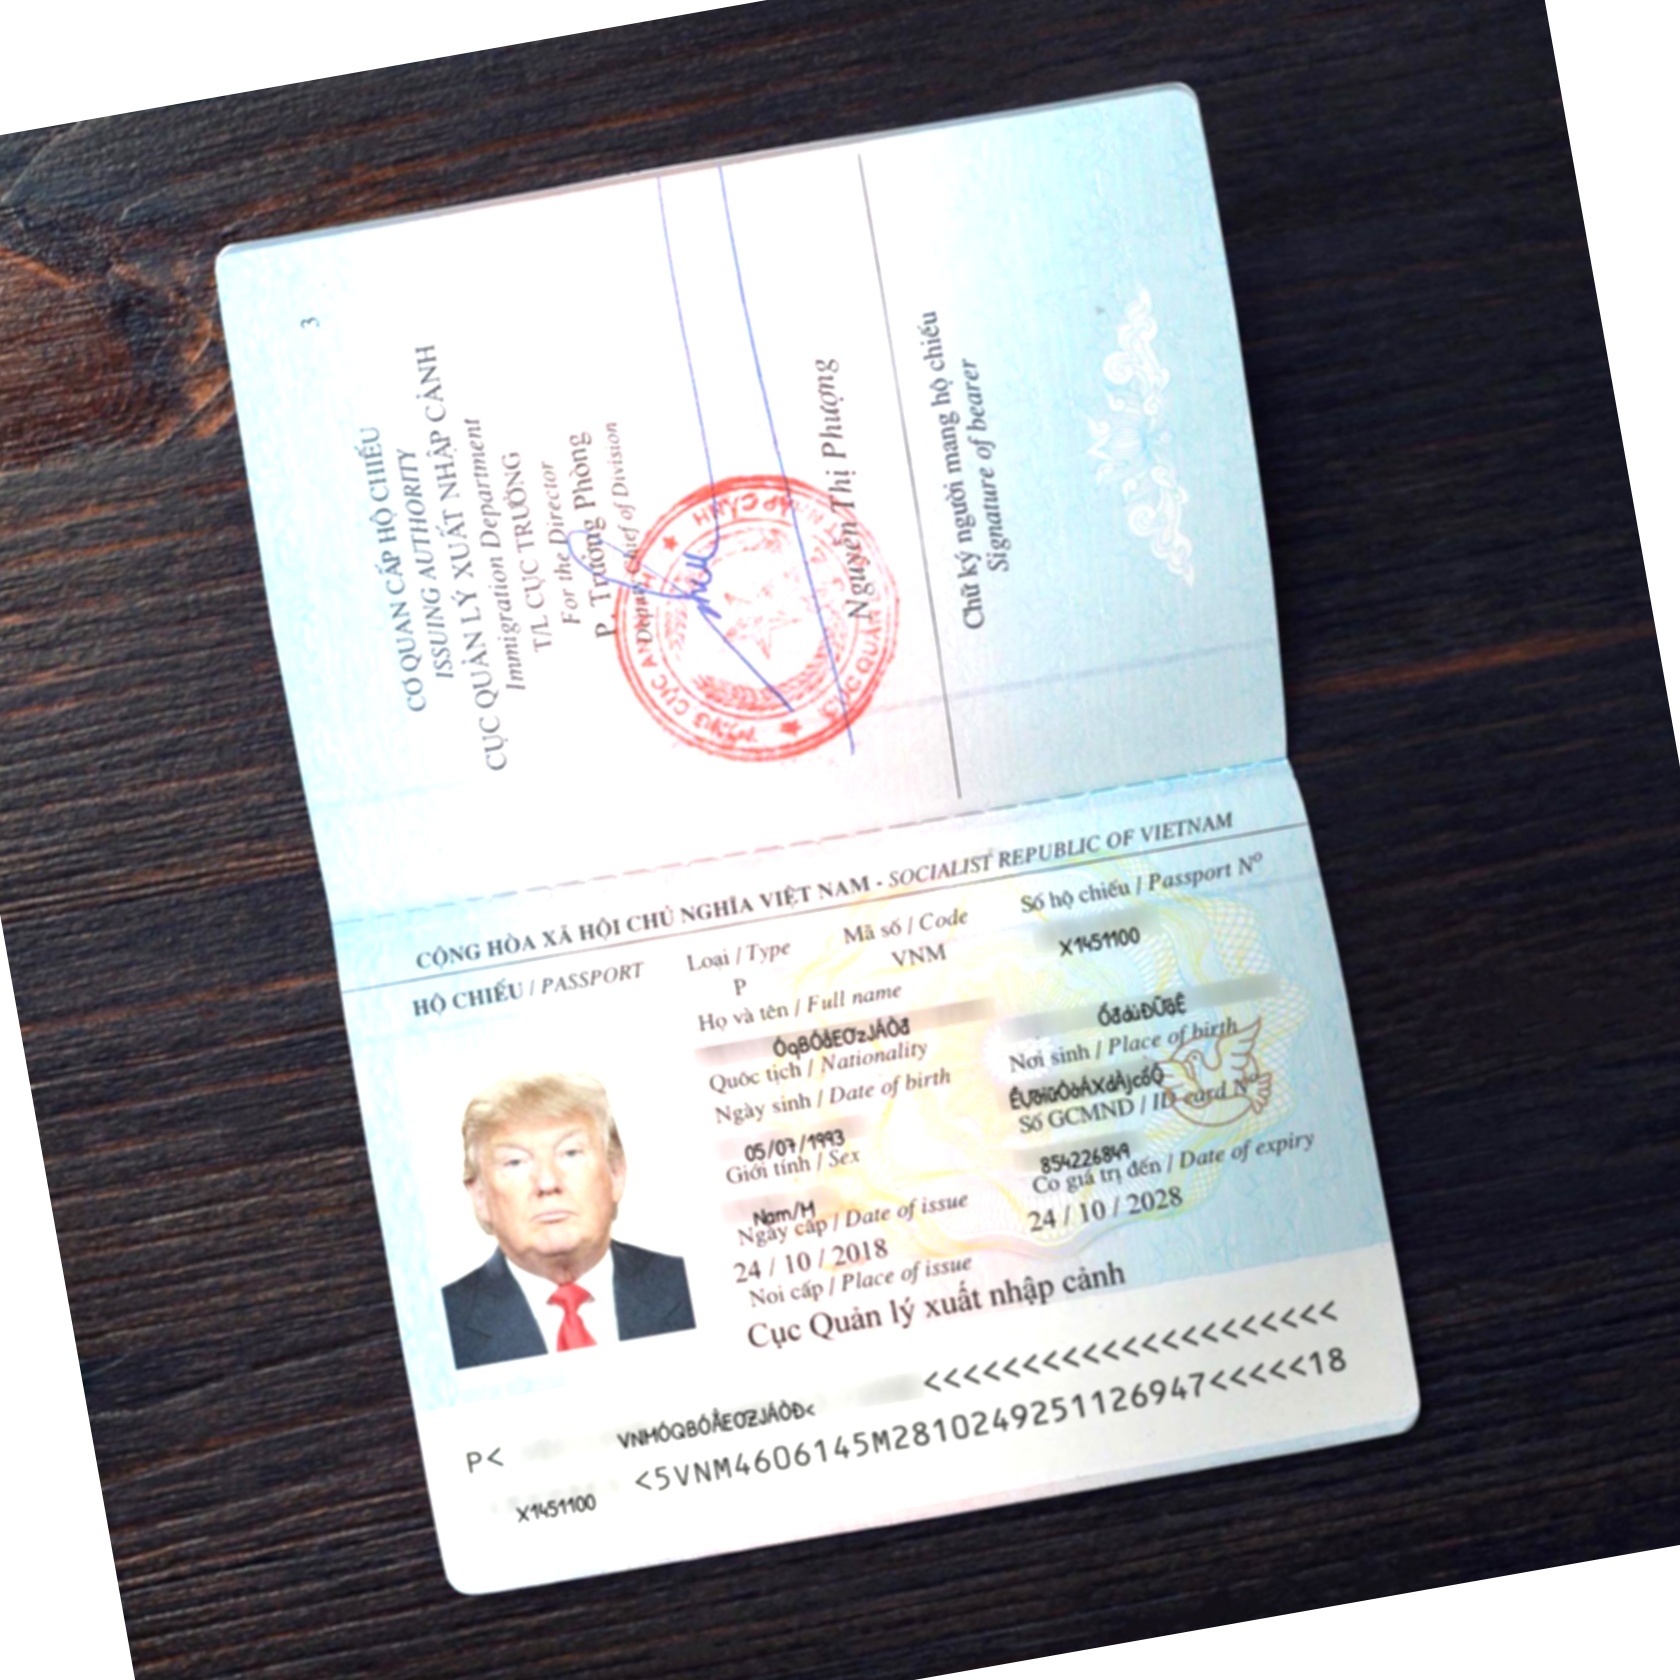 3
CƠ QUAN CẤP HỘ CHIẾU
ISSUING AUTHORITY
CỤC QUẢN LÝ XUẤT NHẬP CẢNH
Immigration Department
T/L CỤC TRƯỞNG
For the Director
P. Trưởng Phòng
Deputy Chief of Division
Nguyễn Thị Phượng
Chữ ký người mang hộ chiếu
Signature of bearer
CỘNG HÒA XÃ HỘI CHỦ NGHĨA VIỆT NAM - SOCIALIST REPUBLIC OF VIETNAM
HỘ CHIẾU / PASSPORT
Loại / Type
Mã số / Code
Số hộ chiếu / Passport Nº
P
VNM
X1451100
Họ và tên / Full name
Quốc tịch / Nationality
Nơi sinh / Place of birth
Ngày sinh / Date of birth
Số GCMND / ID card Nº
05/07/1993
854226849
Giới tính / Sex
Có giá trị đến / Date of expiry
Nam/M
24 / 10 / 2028
Ngày cấp / Date of issue
24 / 10 / 2018
Nơi cấp / Place of issue
Cục Quản lý xuất nhập cảnh
P< <<<<<<<<<<<<<<<<<<<<<<
X1451100 <5VNM4606145M2810249251126947<<<<<18